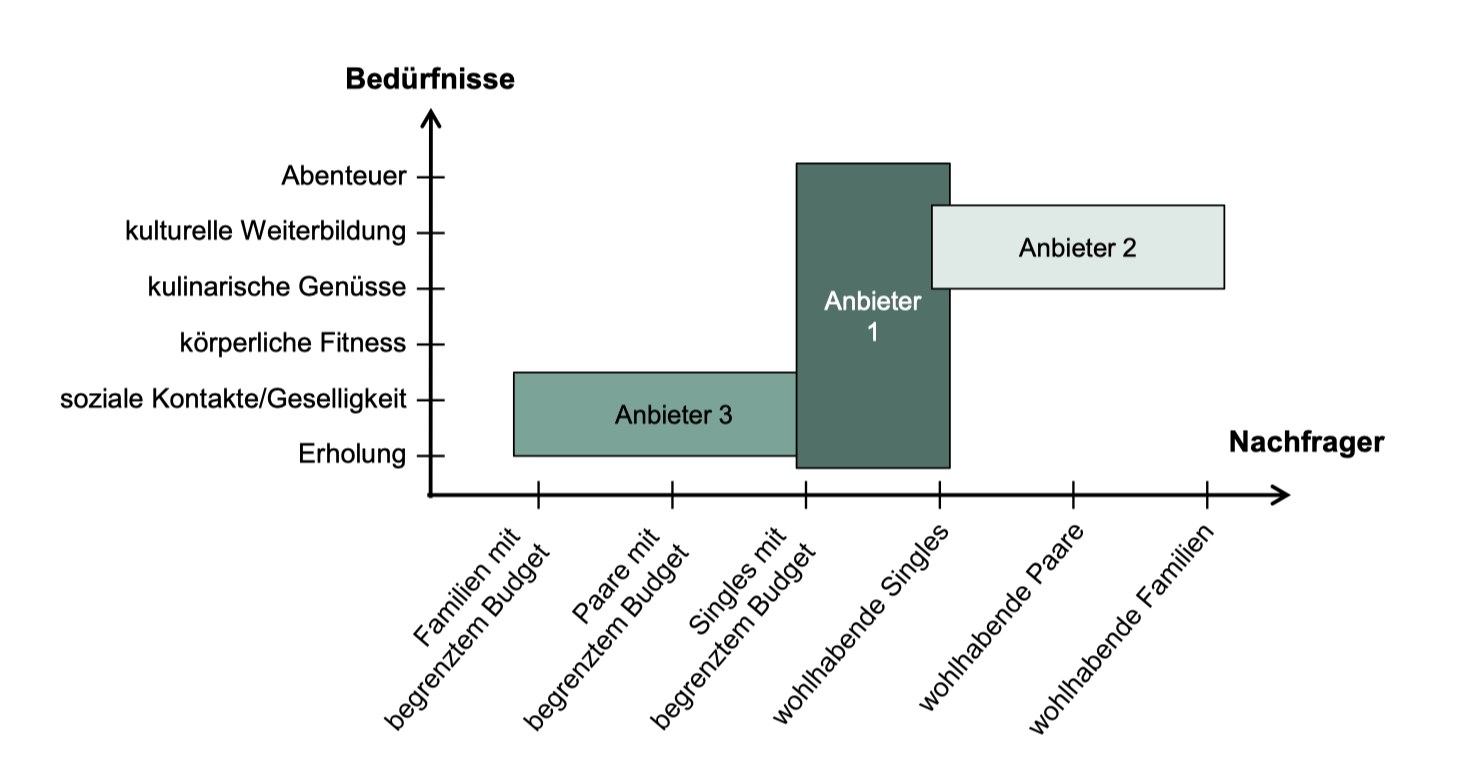 Bedürfnisse
Abenteuer
kulturelle Weiterbildung
kulinarische Genüsse
körperliche Fitness
soziale Kontakte/Geselligkeit
Erholung
Anbieter 2
Anbieter
1
Anbieter 3
Nachfrager
Familien mit
begrenztem Budget
Paare mit
begrenztem Budget
Singles mit
begrenztem Budget
wohlhabende Singles
wohlhabende Paare
wohlhabende Familien